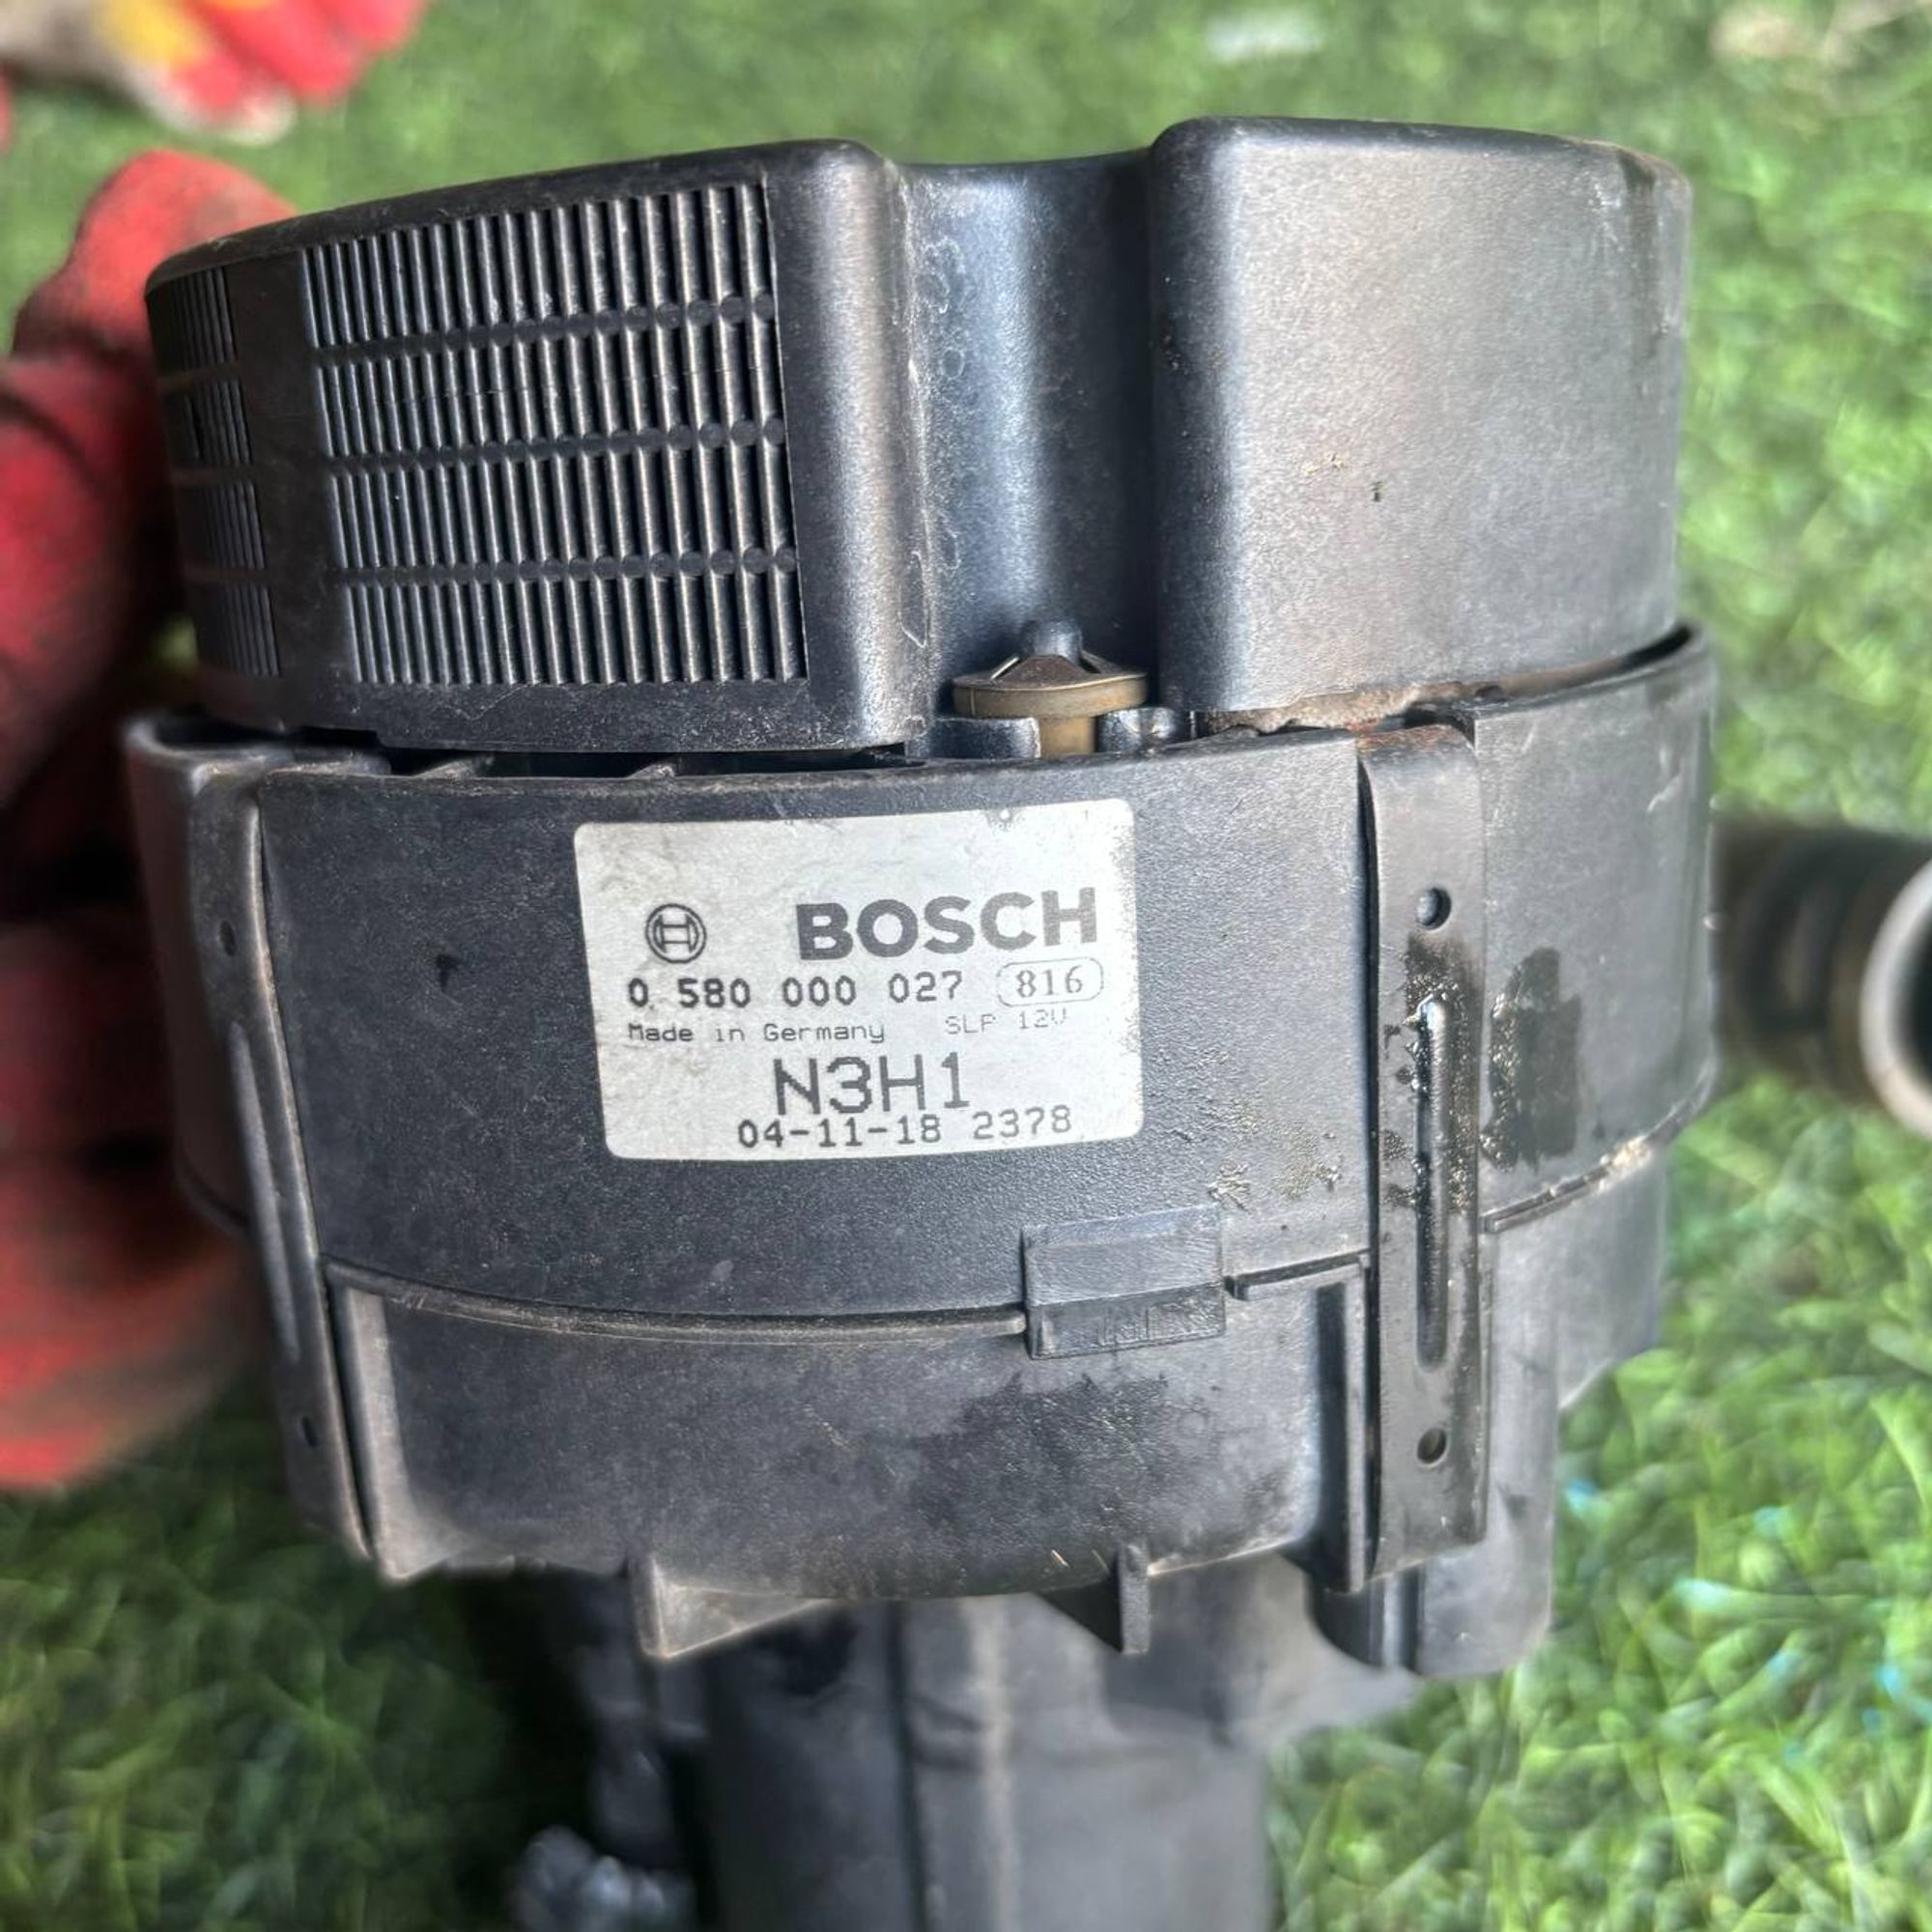 BOSCH
0 580 000 027 816
Made in Germany SLP 12V
N3H1
04-11-18 2378